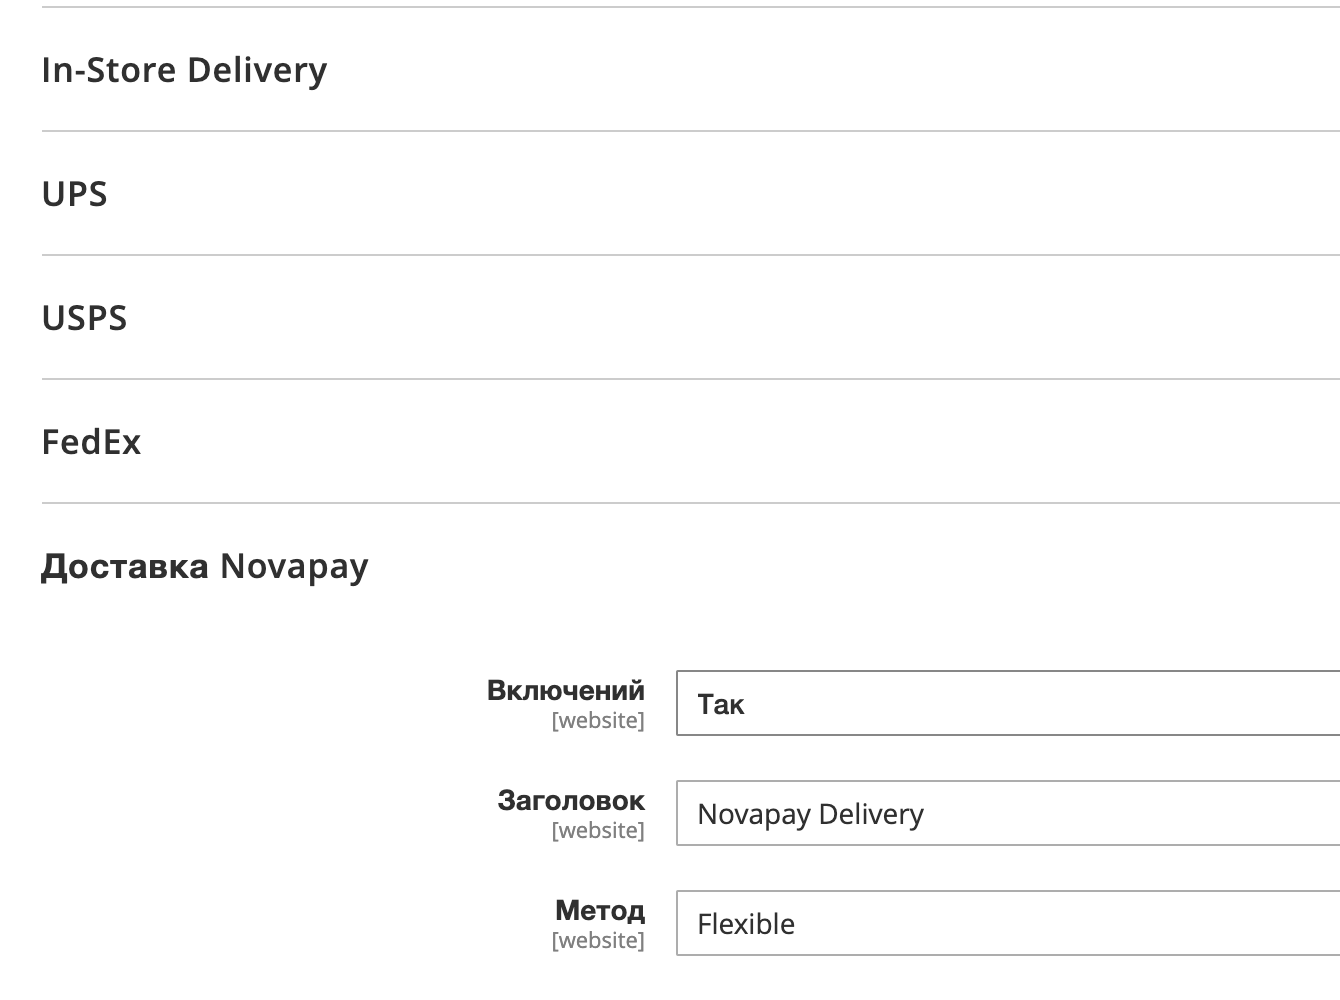 In-Store Delivery
UPS
USPS
FedEx
Доставка Novapay
Включений
[website]
Так
Заголовок
[website]
Novapay Delivery
Метод
[website]
Flexible